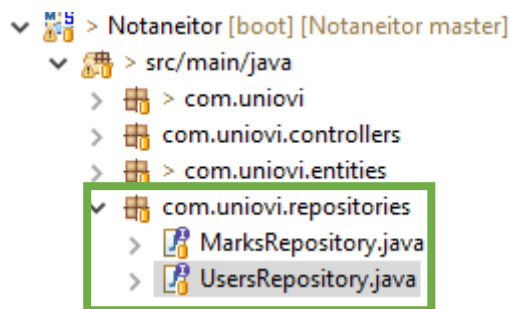 > Notaneitor [boot] [Notaneitor master]
> src/main/java
> com.uniovi
com.uniovi.controllers
> com.uniovi.entities
com.uniovi.repositories
MarksRepository.java
UsersRepository.java